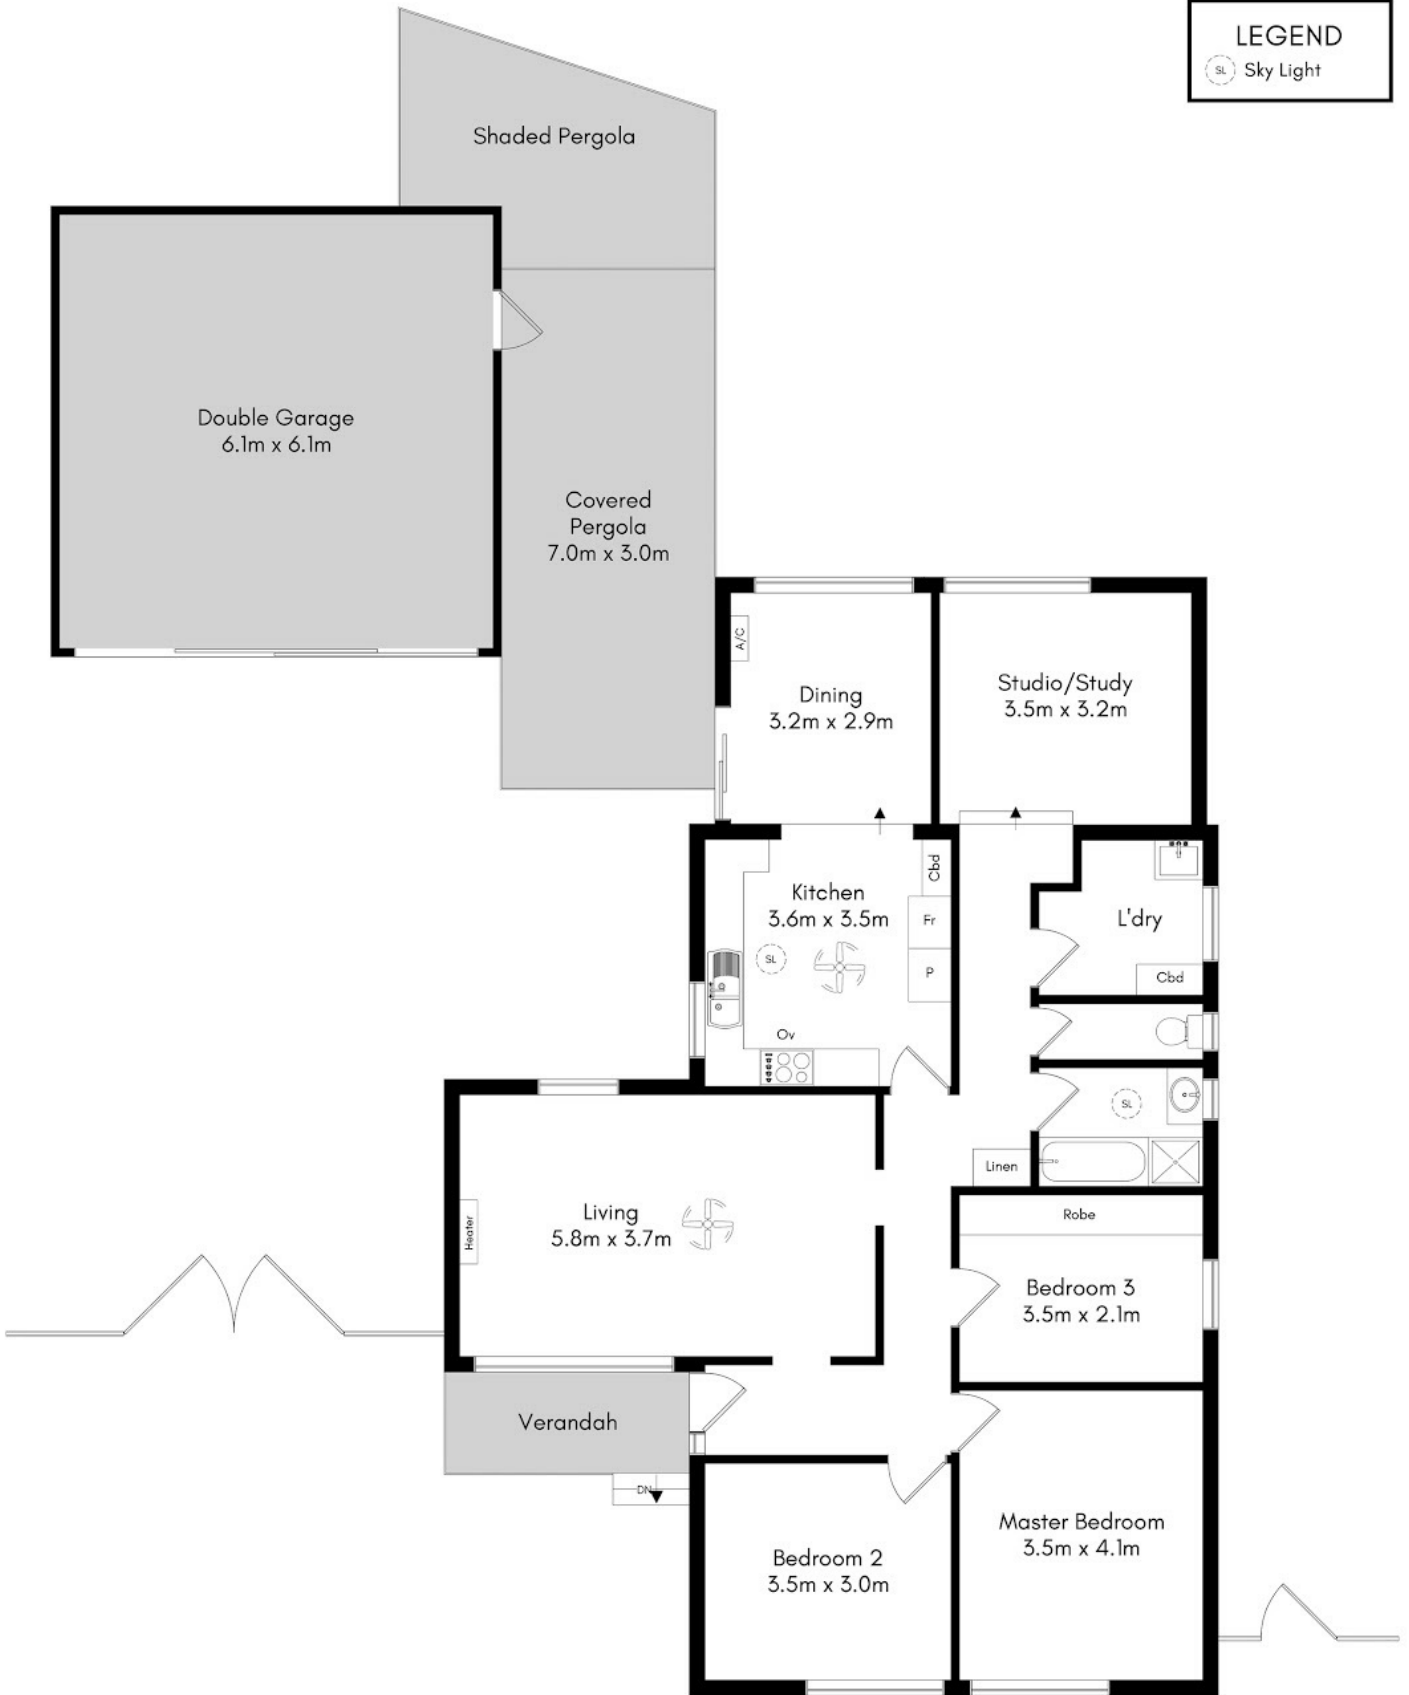 LEGEND
SL Sky Light
Shaded Pergola
Double Garage
6.1m x 6.1m
Covered
Pergola
7.0m x 3.0m
A/C
Dining
3.2m x 2.9m
Studio/Study
3.5m x 3.2m
Kitchen
3.6m x 3.5m
Cbd
Fr
P
SL
Ov
L'dry
Cbd
SL
Linen
Living
5.8m x 3.7m
Heater
Robe
Bedroom 3
3.5m x 2.1m
Verandah
DN
Master Bedroom
3.5m x 4.1m
Bedroom 2
3.5m x 3.0m